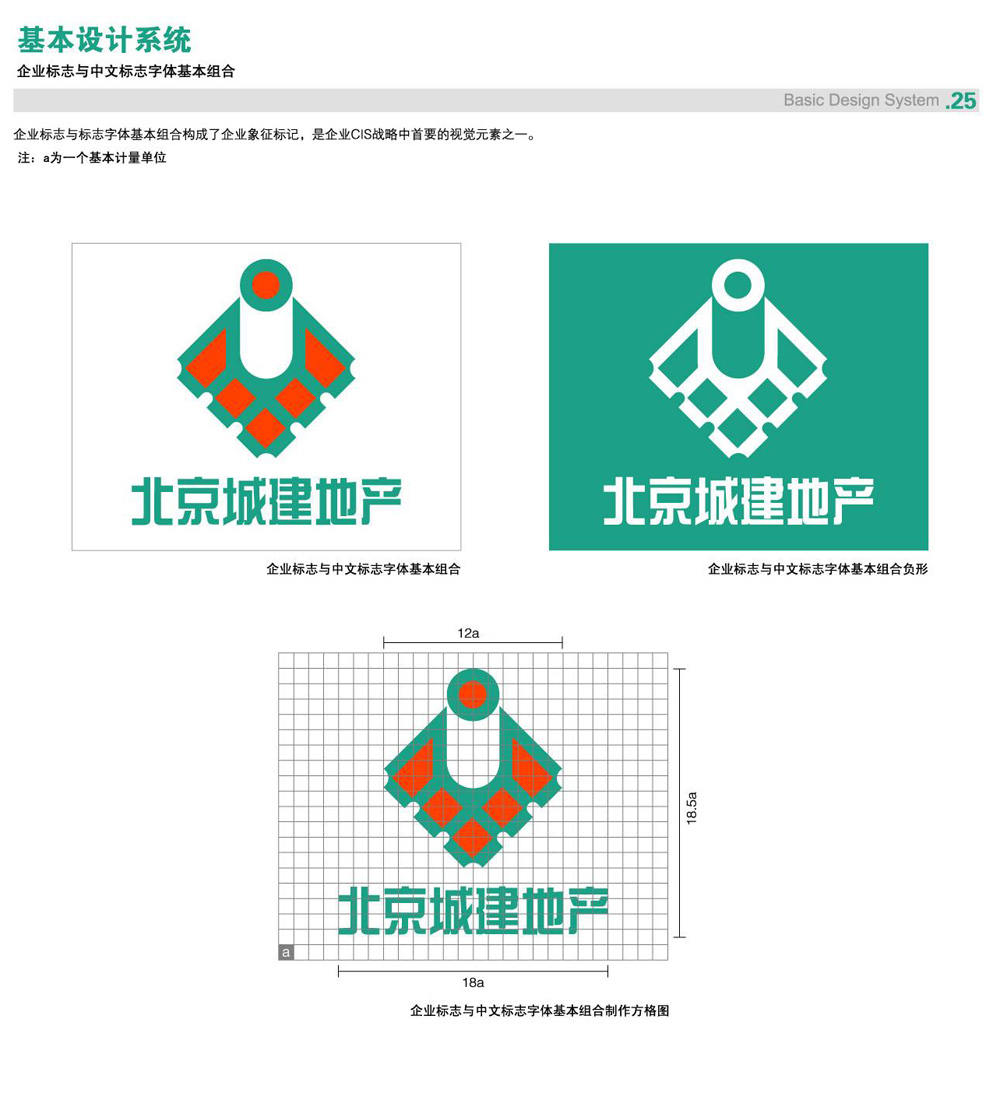 基本设计系统
企业标志与中文标志字体基本组合
Basic Design System .25
企业标志与标志字体基本组合构成了企业象征标记，是企业CIS战略中首要的视觉元素之一。
注：a为一个基本计量单位
北京城建地产
北京城建地产
企业标志与中文标志字体基本组合
企业标志与中文标志字体基本组合负形
12a
18.5a
北京城建地产
a
18a
企业标志与中文标志字体基本组合制作方格图